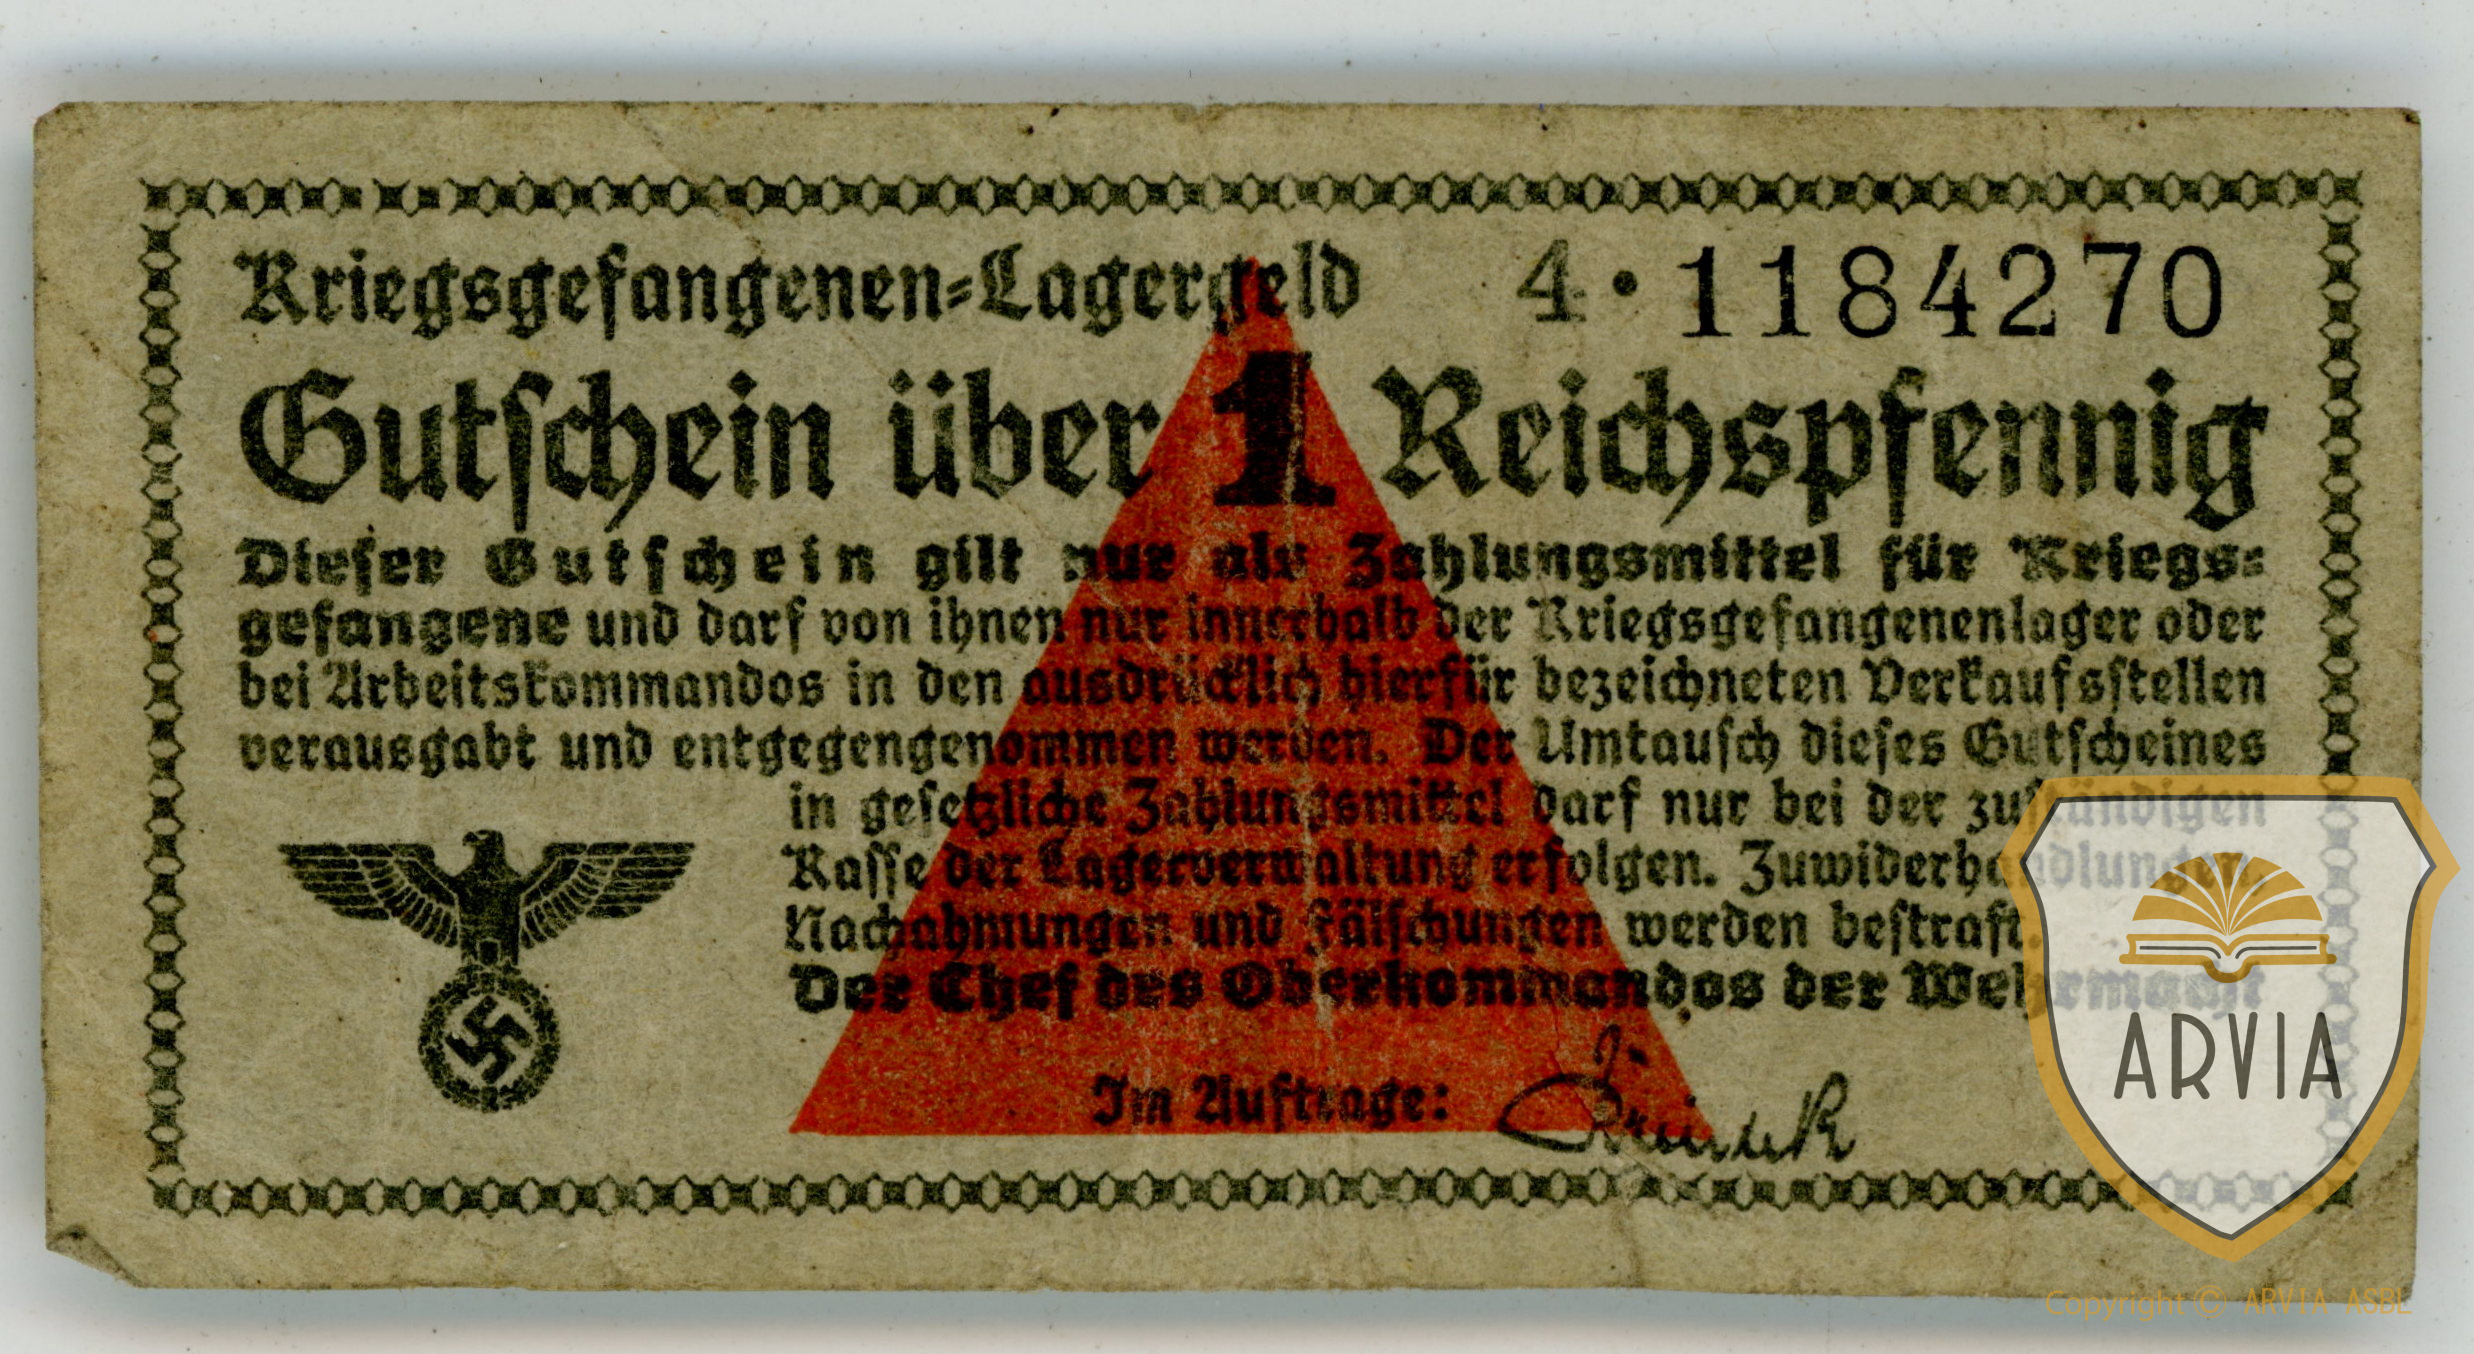 Kriegsgefangenen=Lagergeld 4 • 1184270
Gutschein über 1 Reichspfennig
Dieser Gutschein gilt nur als Zahlungsmittel für Kriegs=
gefangene und darf von ihnen nur innerhalb der Kriegsgefangenenlager oder
bei Arbeitskommandos in den ausdrücklich hierfür bezeichneten Verkaufsstellen
verausgabt und entgegengenommen werden. Der Umtausch dieses Gutscheines
in gesetzliche Zahlungsmittel darf nur bei der zuständigen
Kasse der Lagerverwaltung erfolgen. Zuwiderhandlungen,
Nachahmungen und Fälschungen werden bestraft.
Der Chef des Oberkommandos der Wehrmacht
Im Auftrage:
ARVIA
Copyright © ARVIA ASBL